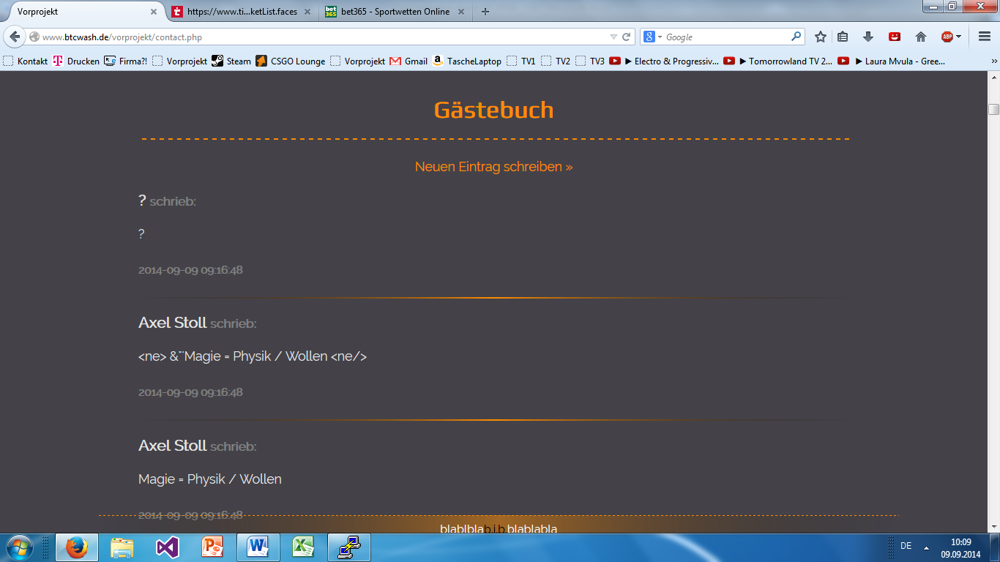 Vorprojekt
https://www.ti...ketList.faces
bet365 - Sportwetten Online
www.btcwash.de/vorprojekt/contact.php
Google
Kontakt Drucken Firma?! Vorprojekt Steam CSGO Lounge Vorprojekt Gmail TascheLaptop TV1 TV2 TV3 ▶ Electro & Progressiv... ▶ Tomorrowland TV 2... ▶ Laura Mvula - Gree...
Gästebuch
Neuen Eintrag schreiben »
? schrieb:
?
2014-09-09 09:16:48
Axel Stoll schrieb:
<ne> &¨¨Magie = Physik / Wollen <ne/>
2014-09-09 09:16:48
Axel Stoll schrieb:
Magie = Physik / Wollen
2014-09-09 09:16:48
blablblab.i.b.blablabla
DE
10:09
09.09.2014